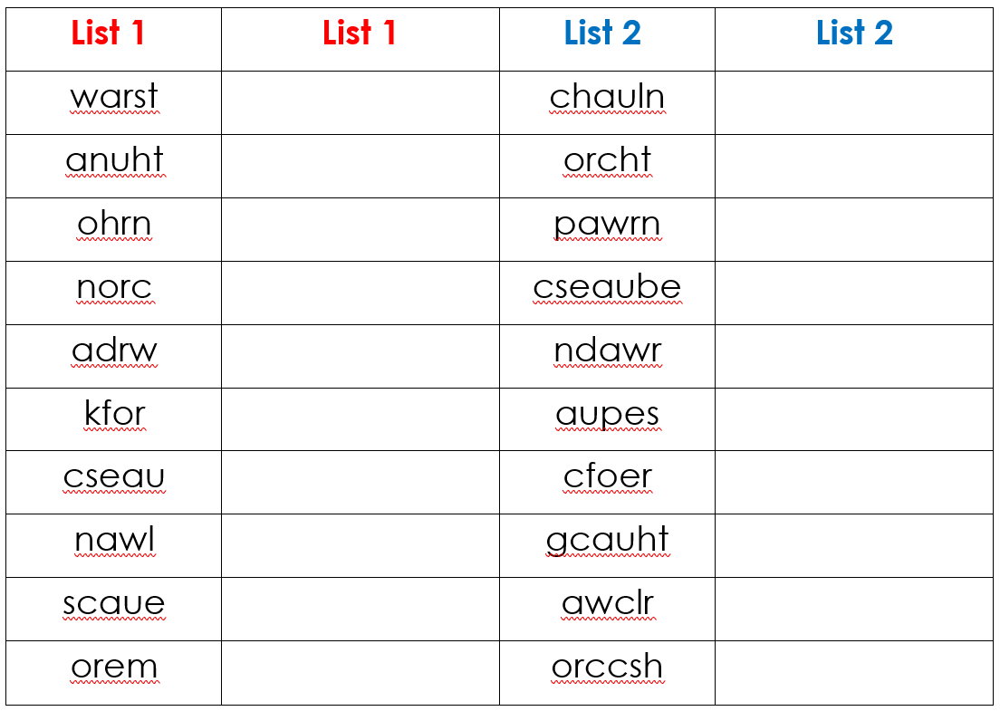 List 1 List 1 List 2 List 2
warst chauln
anuht orcht
ohrn pawrn
norc cseaube
adrw ndawr
kfor aupes
cseau cfoer
nawl gcauht
scaue awclr
orem orccsh